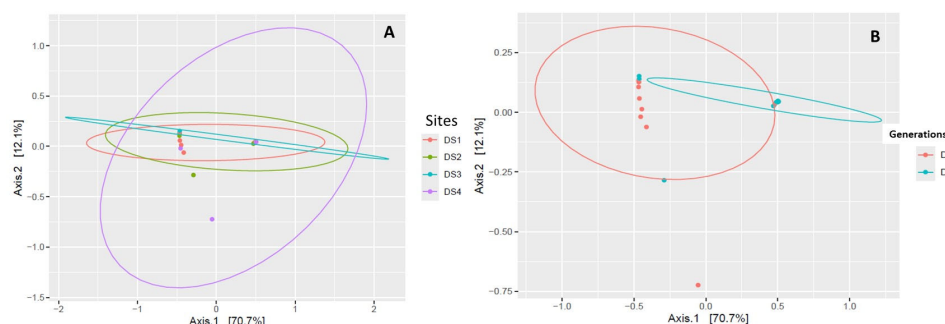 A
1.0
0.5
0.0
-0.5
-1.0
-1.5
Axis.2 [12.1%]
-2
-1
0
1
2
Axis.1 [70.7%]
Sites
DS1
DS2
DS3
DS4
B
0.25
0.00
-0.25
-0.50
-0.75
Axis.2 [12.1%]
-1.0
-0.5
0.0
0.5
1.0
Axis.1 [70.7%]
Generations